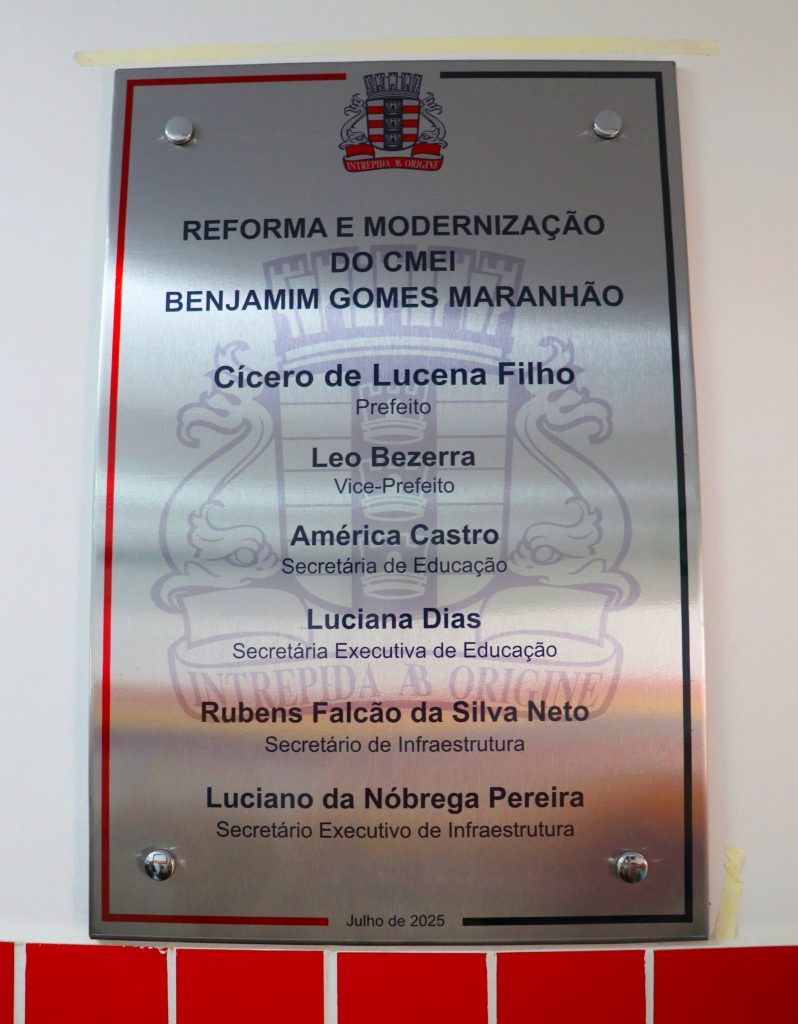 INTREPIDA AB ORIGINE
REFORMA E MODERNIZAÇÃO
DO CMEI
BENJAMIM GOMES MARANHÃO
Cícero de Lucena Filho
Prefeito
Leo Bezerra
Vice-Prefeito
América Castro
Secretária de Educação
Luciana Dias
Secretária Executiva de Educação
INTREPIDA AB ORIGINE
Rubens Falcão da Silva Neto
Secretário de Infraestrutura
Luciano da Nóbrega Pereira
Secretário Executivo de Infraestrutura
Julho de 2025